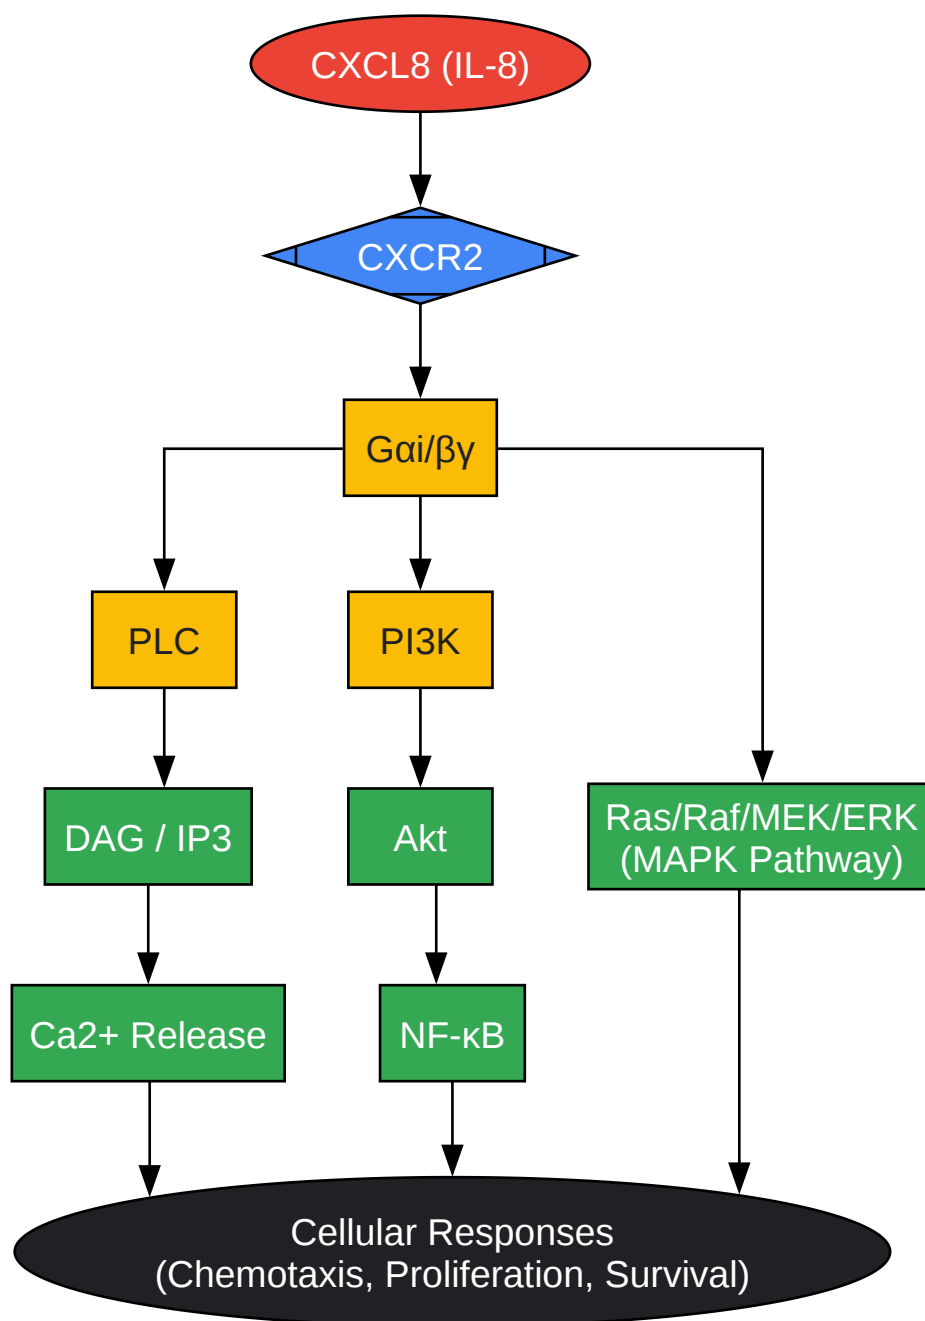 CXCL8 (IL-8)
CXCR2
Gαi/βγ
PLC
PI3K
DAG / IP3
Akt
Ras/Raf/MEK/ERK
(MAPK Pathway)
Ca2+ Release
NF-κB
Cellular Responses
(Chemotaxis, Proliferation, Survival)